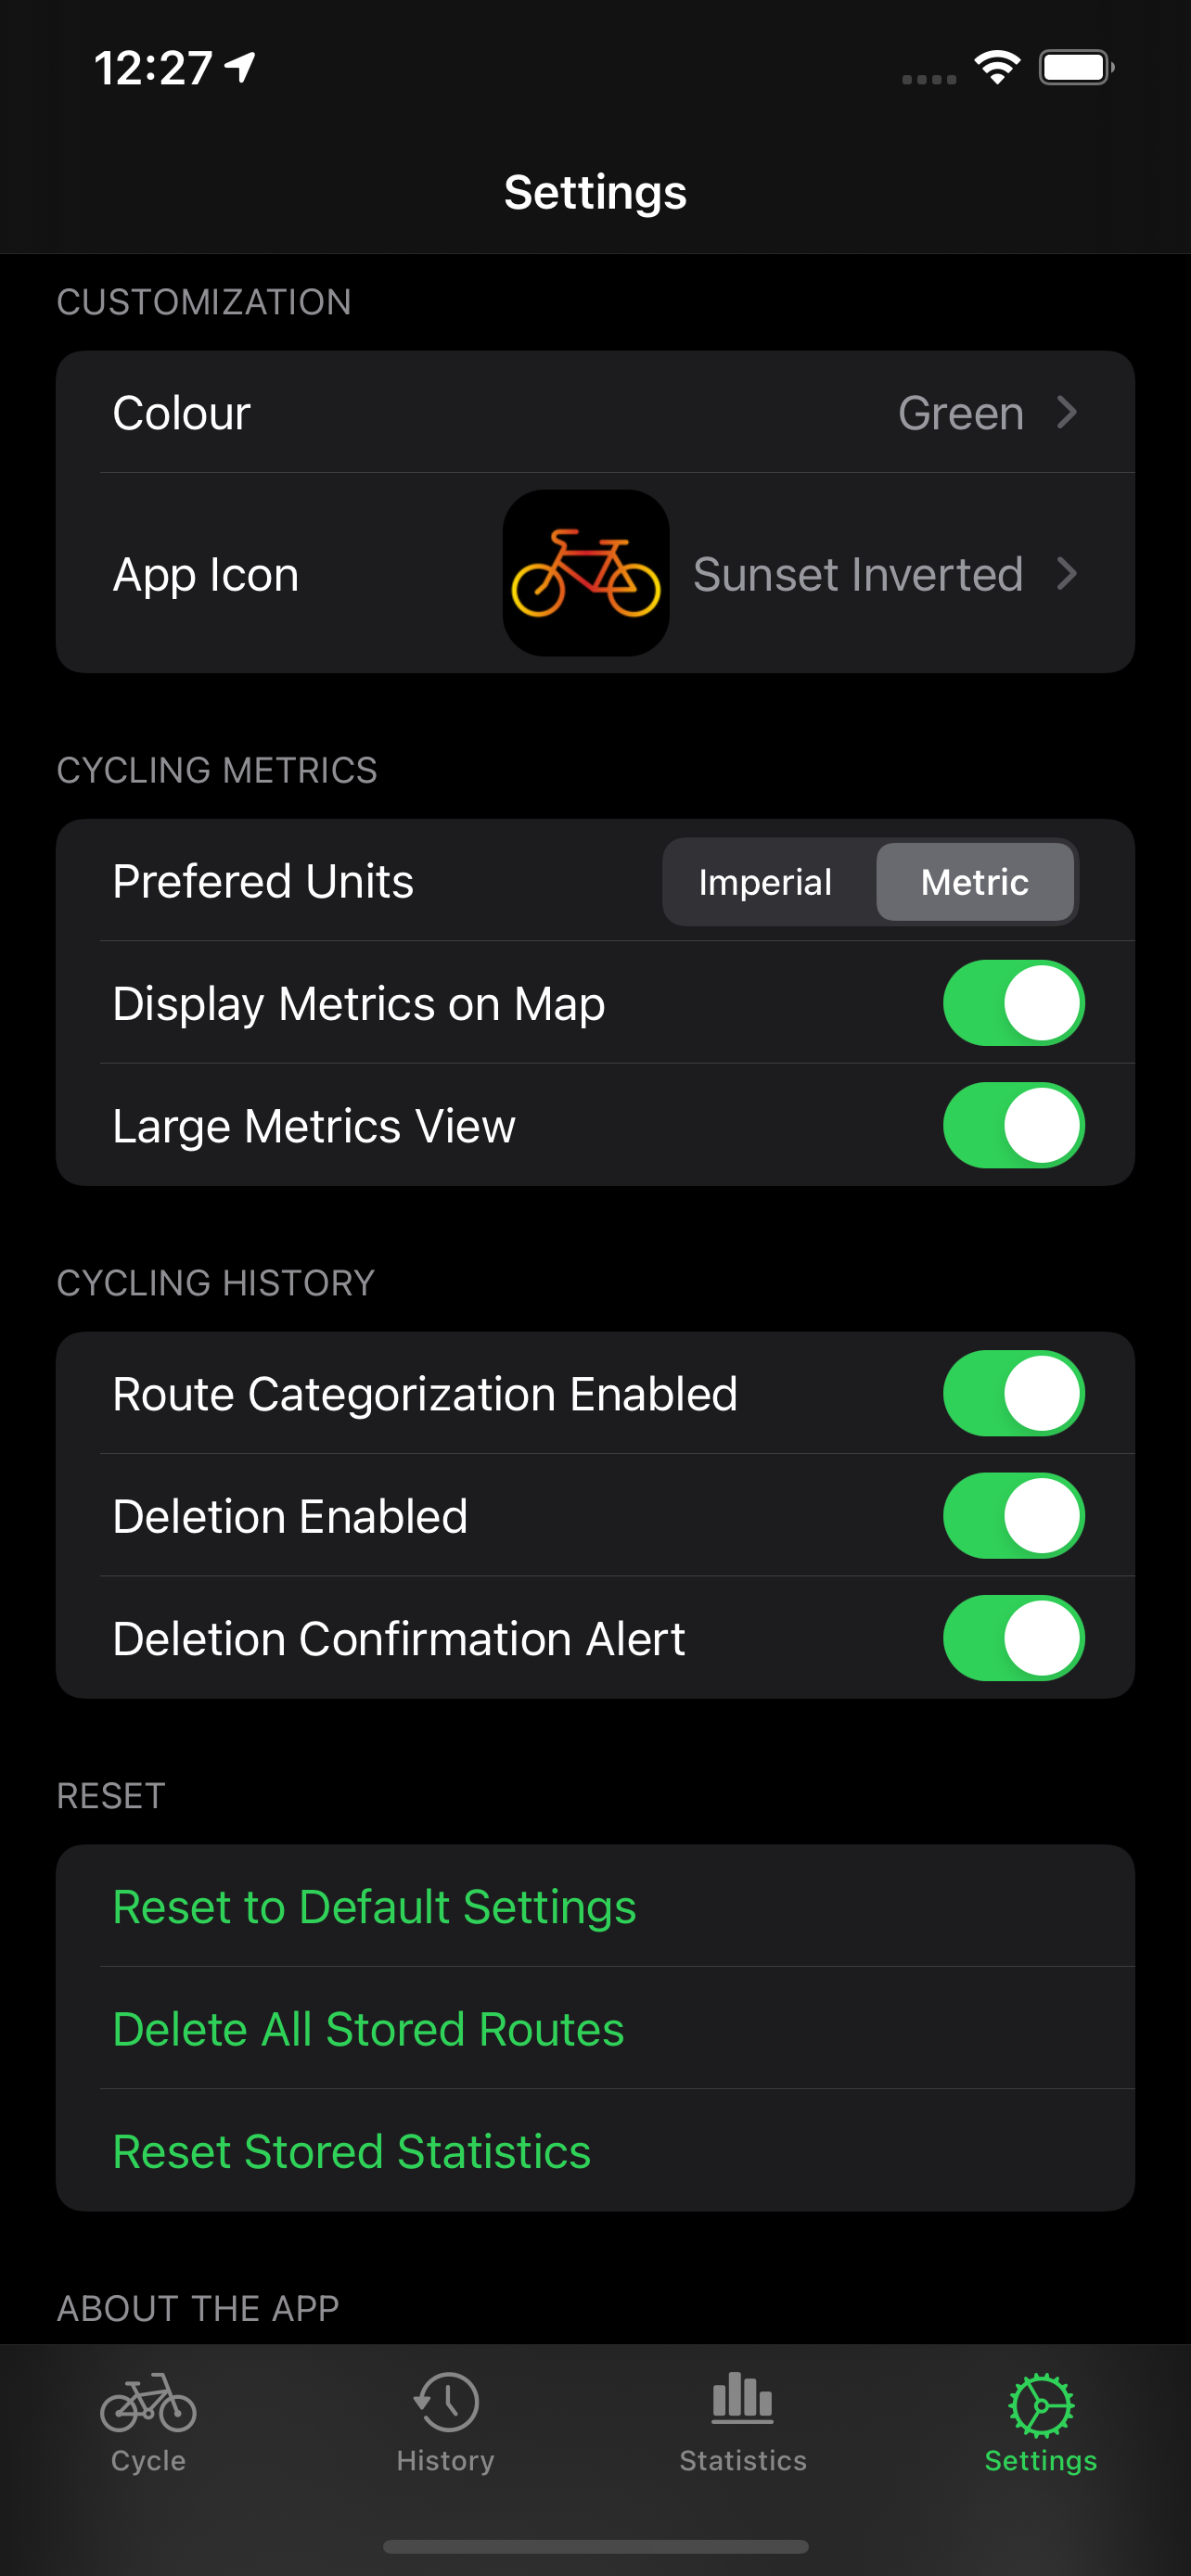 12:27
Settings
CUSTOMIZATION
Colour Green
App Icon Sunset Inverted
CYCLING METRICS
Prefered Units Imperial Metric
Display Metrics on Map
Large Metrics View
CYCLING HISTORY
Route Categorization Enabled
Deletion Enabled
Deletion Confirmation Alert
RESET
Reset to Default Settings
Delete All Stored Routes
Reset Stored Statistics
ABOUT THE APP
Cycle History Statistics Settings